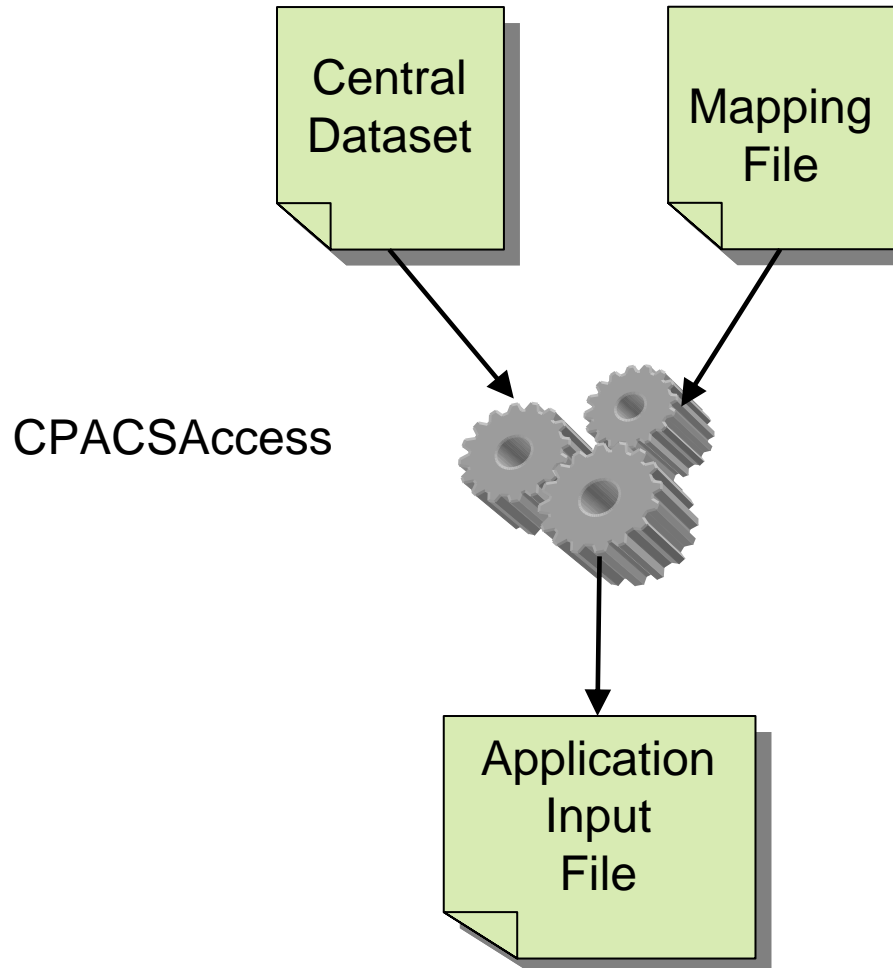 Central
Dataset
Mapping
File
CPACSAccess
Application
Input
File